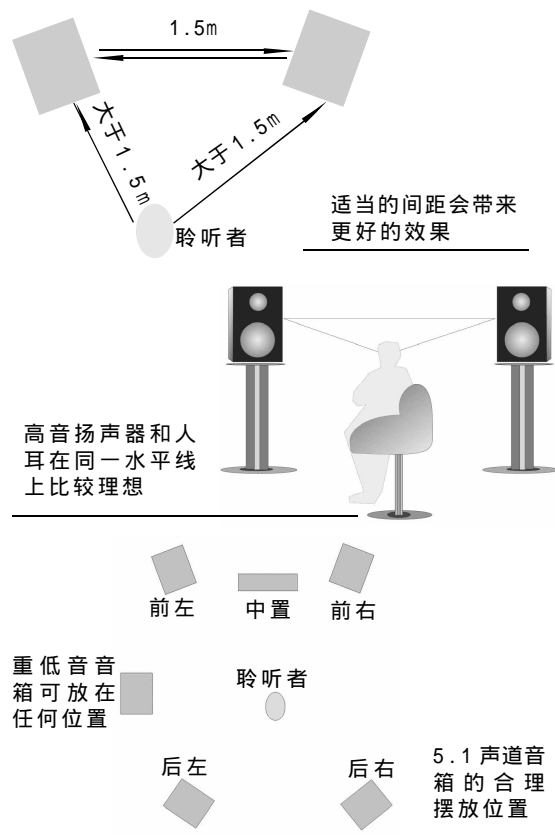 1.5m
大于1.5m
大于1.5m
聆听者
适当的间距会带来
更好的效果
高音扬声器和人
耳在同一水平线
上比较理想
前左
中置
前右
重低音音
箱可放在
任何位置
聆听者
后左
后右
5.1声道音
箱的合理
摆放位置